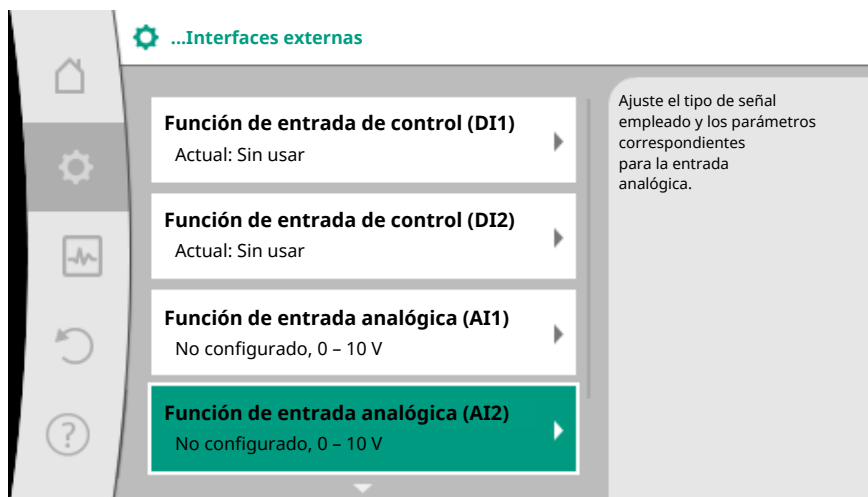 ...Interfaces externas
Función de entrada de control (DI1)
Actual: Sin usar
Función de entrada de control (DI2)
Actual: Sin usar
Función de entrada analógica (AI1)
No configurado, 0 – 10 V
Función de entrada analógica (AI2)
No configurado, 0 – 10 V
Ajuste el tipo de señal
empleado y los parámetros
correspondientes
para la entrada
analógica.
?